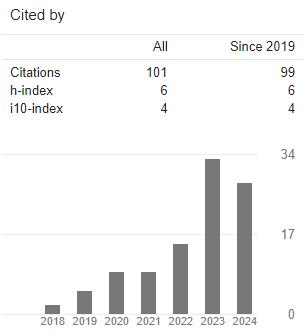 Cited by
All Since 2019
Citations 101 99
h-index 6 6
i10-index 4 4
34
17
0
2018 2019 2020 2021 2022 2023 2024